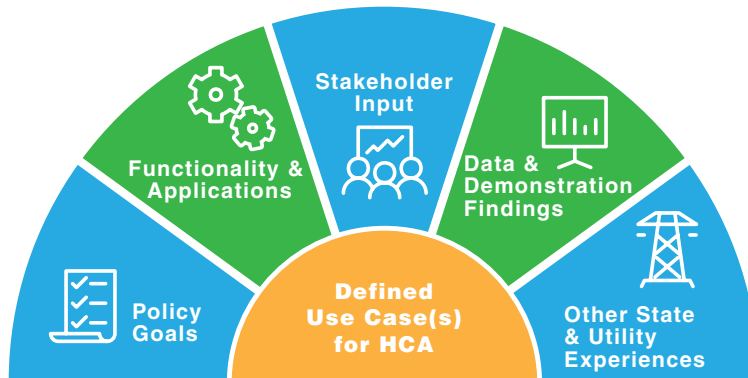 Policy
Goals
Functionality &
Applications
Stakeholder
Input
Data &
Demonstration
Findings
Other State
& Utility
Experiences
Defined
Use Case(s)
for HCA